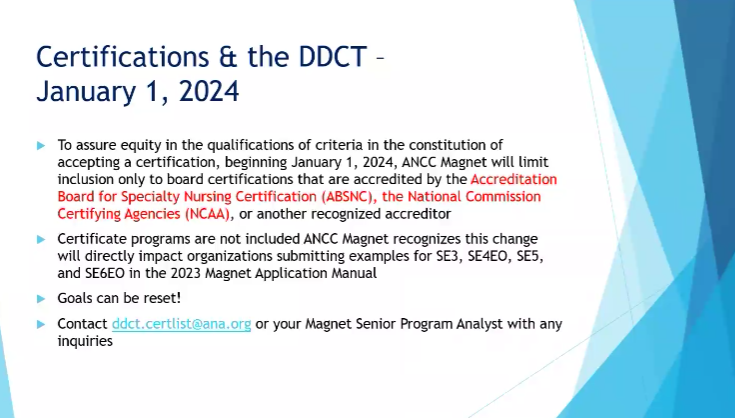 Certifications & the DDCT –
January 1, 2024
To assure equity in the qualifications of criteria in the constitution of
accepting a certification, beginning January 1, 2024, ANCC Magnet will limit
inclusion only to board certifications that are accredited by the Accreditation
Board for Specialty Nursing Certification (ABSNC), the National Commission
Certifying Agencies (NCAA), or another recognized accreditor
Certificate programs are not included ANCC Magnet recognizes this change
will directly impact organizations submitting examples for SE3, SE4EO, SE5,
and SE6EO in the 2023 Magnet Application Manual
Goals can be reset!
Contact ddct.certlist@ana.org or your Magnet Senior Program Analyst with any
inquiries